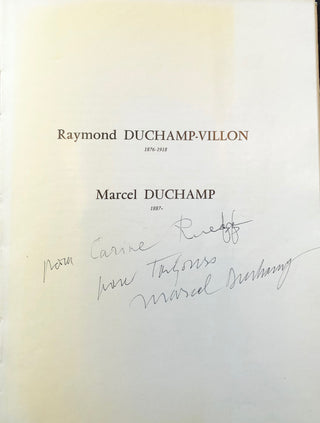 Raymond DUCHAMP-VILLON
1876-1918
Marcel DUCHAMP
1887-
pour Carine
pour Toujours
Marcel Duchamp